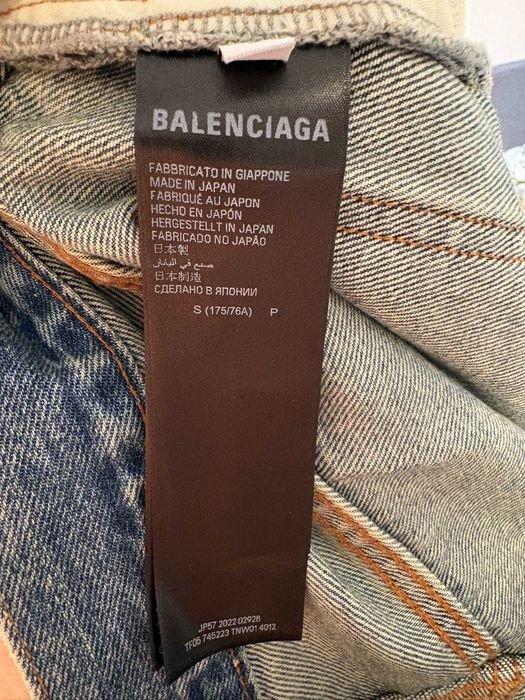 BALENCIAGA
FABBRICATO IN GIAPPONE
MADE IN JAPAN
FABRIQUÉ AU JAPON
HECHO EN JAPÓN
HERGESTELLT IN JAPAN
FABRICADO NO JAPÃO
日本製
صنع في اليابان
日本制造
СДЕЛАНО В ЯПОНИИ
S (175/76A) P
JP57 2022 02928
TF05 745223 TNW01 4012